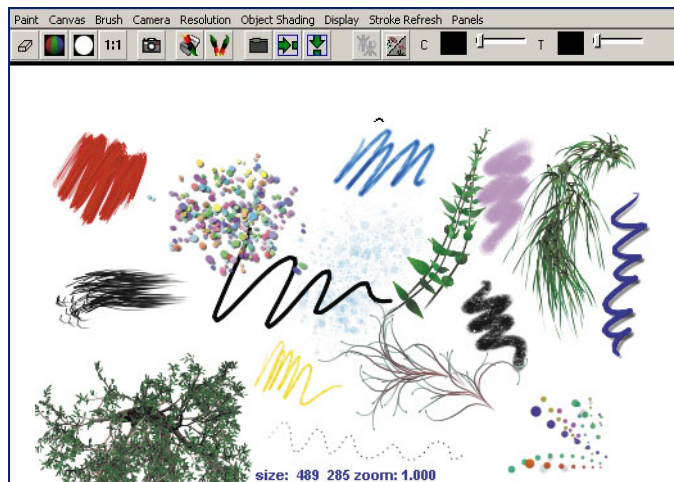 Paint Canvas Brush Camera Resolution Object Shading Display Stroke Refresh Panels
1:1 C T
size: 489 285 zoom: 1.000